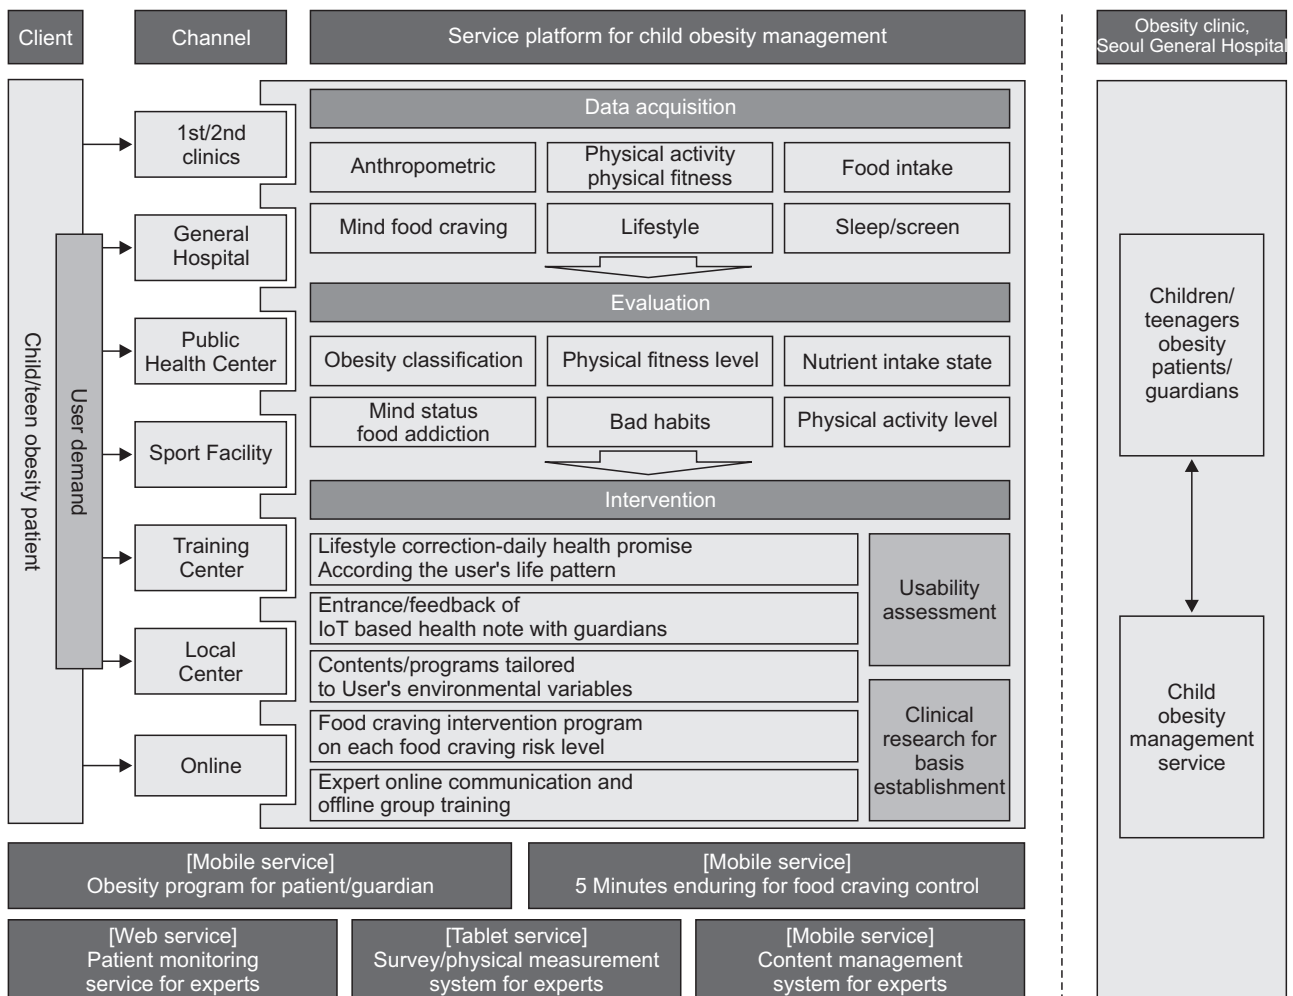 Client
Channel
Service platform for child obesity management
Obesity clinic,
Seoul General Hospital
Child/teen obesity patient
User demand
1st/2nd
clinics
General
Hospital
Public
Health Center
Sport Facility
Training
Center
Local
Center
Online
Data acquisition
Anthropometric
Physical activity
physical fitness
Food intake
Mind food craving
Lifestyle
Sleep/screen
Evaluation
Obesity classification
Physical fitness level
Nutrient intake state
Mind status
food addiction
Bad habits
Physical activity level
Intervention
Lifestyle correction-daily health promise
According the user's life pattern
Entrance/feedback of
IoT based health note with guardians
Contents/programs tailored
to User's environmental variables
Food craving intervention program
on each food craving risk level
Expert online communication and
offline group training
Usability
assessment
Clinical
research for
basis
establishment
Children/
teenagers
obesity
patients/
guardians
Child
obesity
management
service
[Mobile service]
Obesity program for patient/guardian
[Mobile service]
5 Minutes enduring for food craving control
[Web service]
Patient monitoring
service for experts
[Tablet service]
Survey/physical measurement
system for experts
[Mobile service]
Content management
system for experts